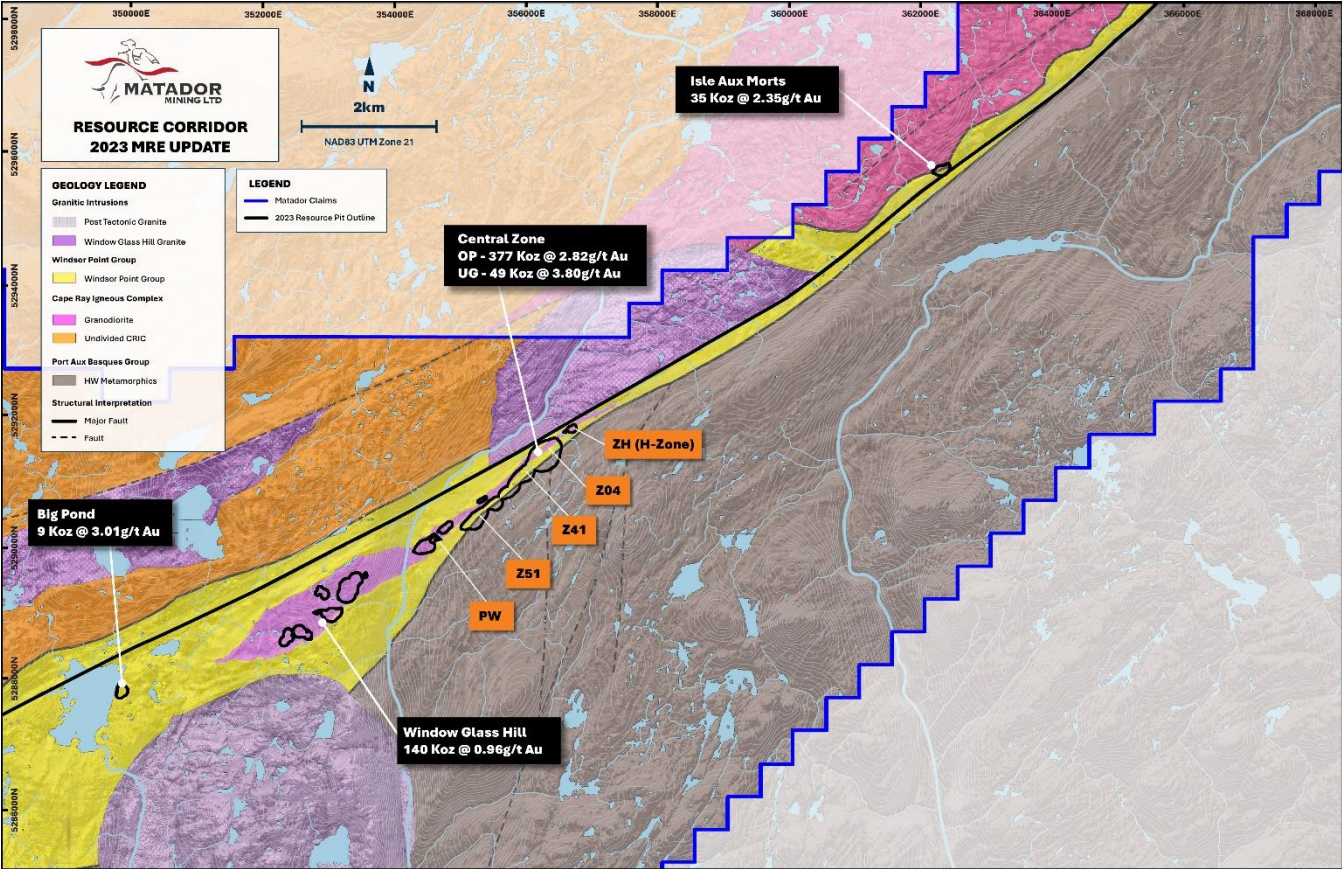 350000E
352000E
354000E
356000E
358000E
360000E
362000E
364000E
366000E
368000E
5298000N
5296000N
5294000N
5292000N
5290000N
5288000N
5286000N
MATADOR
MINING LTD
RESOURCE CORRIDOR
2023 MRE UPDATE
N
2km
NAD83 UTM Zone 21
GEOLOGY LEGEND
Granitic Intrusions
Post Tectonic Granite
Window Glass Hill Granite
Windsor Point Group
Windsor Point Group
Cape Ray Igneous Complex
Granodiorite
Undivided CRIC
Port Aux Basques Group
HW Metamorphics
Structural Interpretation
Major Fault
Fault
LEGEND
Matador Claims
2023 Resource Pit Outline
Isle Aux Morts
35 Koz @ 2.35g/t Au
Central Zone
OP - 377 Koz @ 2.82g/t Au
UG - 49 Koz @ 3.80g/t Au
ZH (H-Zone)
Z04
Z41
Z51
PW
Big Pond
9 Koz @ 3.01g/t Au
Window Glass Hill
140 Koz @ 0.96g/t Au